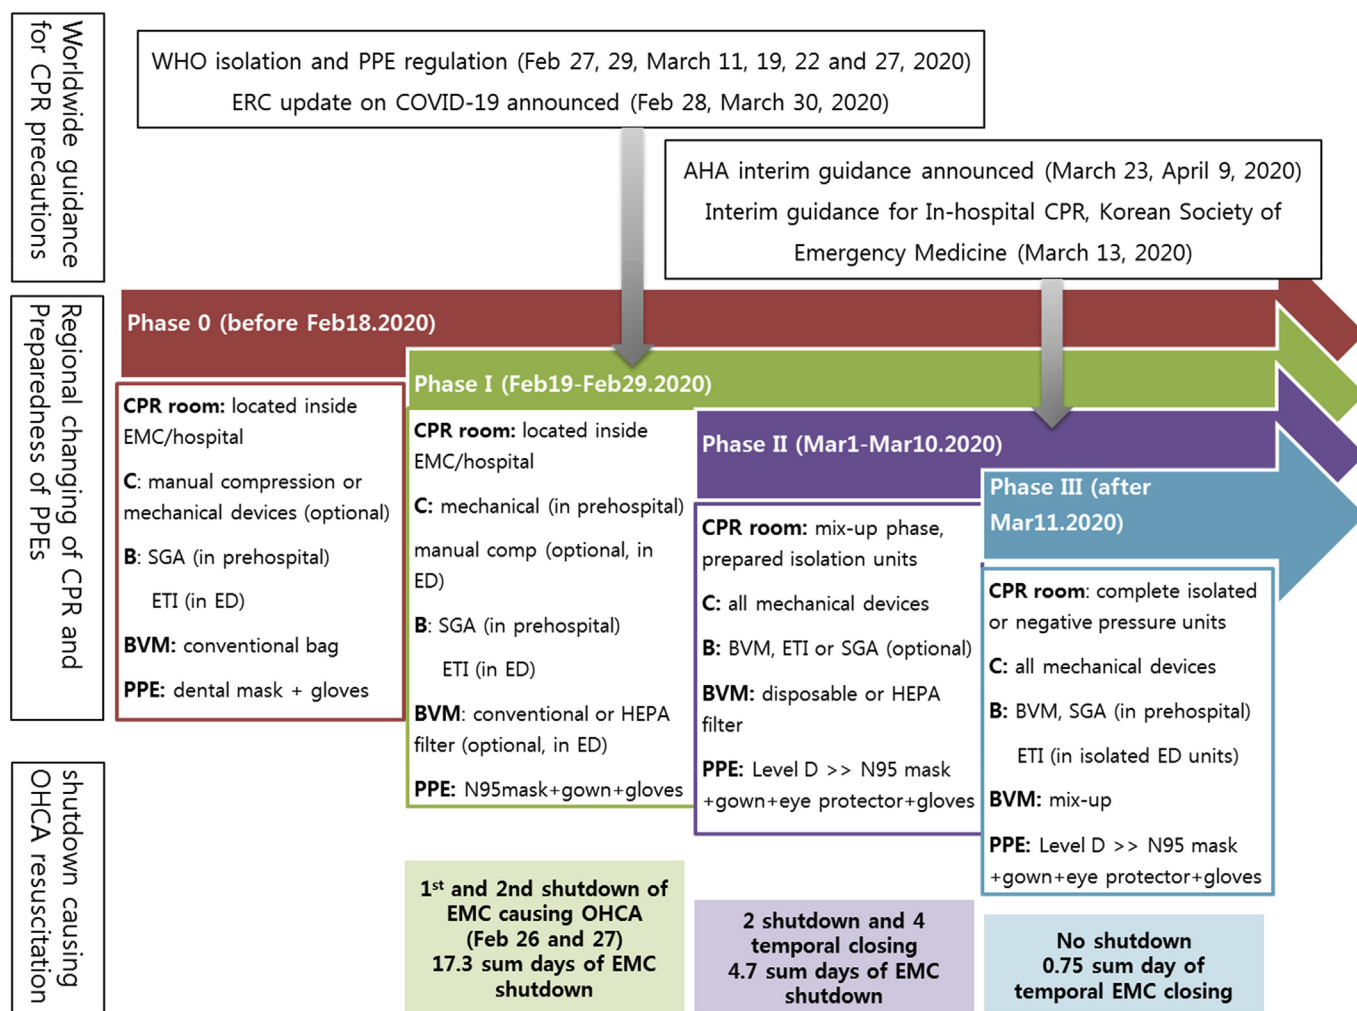 Worldwide guidance
for CPR precautions
WHO isolation and PPE regulation (Feb 27, 29, March 11, 19, 22 and 27, 2020)
ERC update on COVID-19 announced (Feb 28, March 30, 2020)
AHA interim guidance announced (March 23, April 9, 2020)
Interim guidance for In-hospital CPR, Korean Society of
Emergency Medicine (March 13, 2020)
Regional changing of CPR and
Preparedness of PPEs
Phase 0 (before Feb18.2020)
CPR room: located inside
EMC/hospital
C: manual compression or
mechanical devices (optional)
B: SGA (in prehospital)
ETI (in ED)
BVM: conventional bag
PPE: dental mask + gloves
Phase I (Feb19-Feb29.2020)
CPR room: located inside
EMC/hospital
C: mechanical (in prehospital)
manual comp (optional, in
ED)
B: SGA (in prehospital)
ETI (in ED)
BVM: conventional or HEPA
filter (optional, in ED)
PPE: N95mask+gown+gloves
Phase II (Mar1-Mar10.2020)
CPR room: mix-up phase,
prepared isolation units
C: all mechanical devices
B: BVM, ETI or SGA (optional)
BVM: disposable or HEPA
filter
PPE: Level D >> N95 mask
+gown+eye protector+gloves
Phase III (after
Mar11.2020)
CPR room: complete isolated
or negative pressure units
C: all mechanical devices
B: BVM, SGA (in prehospital)
ETI (in isolated ED units)
BVM: mix-up
PPE: Level D >> N95 mask
+gown+eye protector+gloves
shutdown causing
OHCA resuscitation
1st and 2nd shutdown of
EMC causing OHCA
(Feb 26 and 27)
17.3 sum days of EMC
shutdown
2 shutdown and 4
temporal closing
4.7 sum days of EMC
shutdown
No shutdown
0.75 sum day of
temporal EMC closing